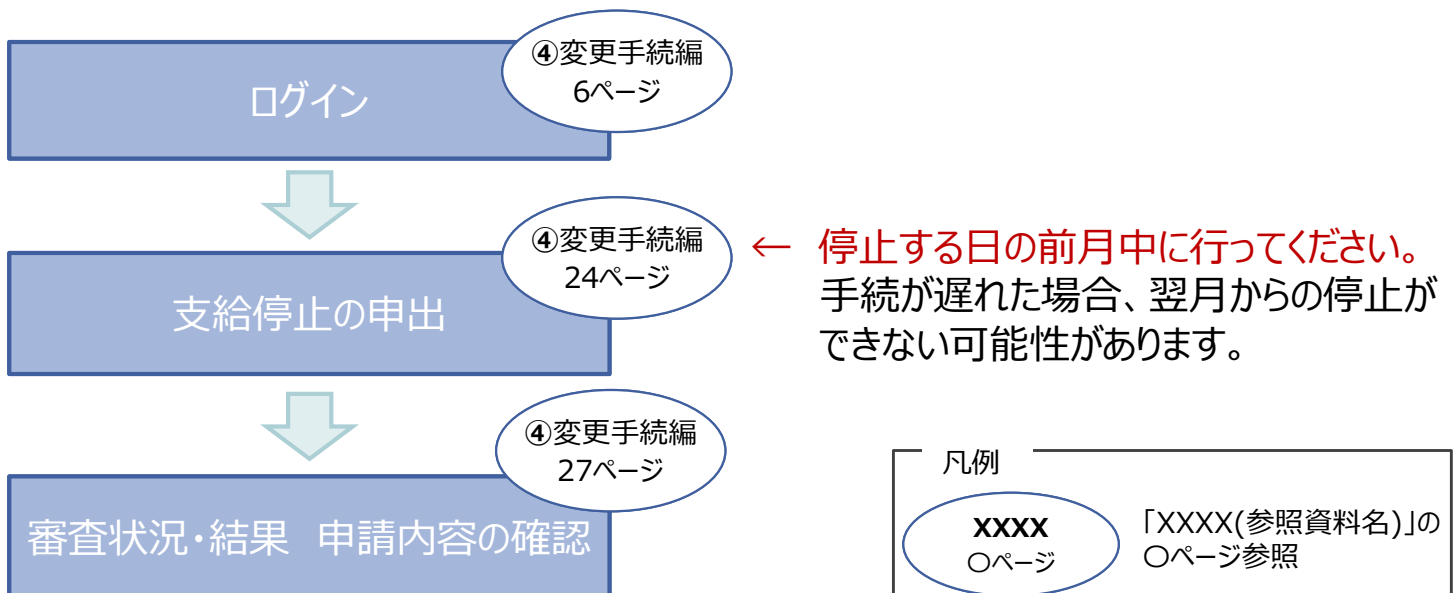 ④変更手続編
6ページ
ログイン
④変更手続編
24ページ
支給停止の申出
← 停止する日の前月中に行ってください。
手続が遅れた場合、翌月からの停止が
できない可能性があります。
④変更手続編
27ページ
審査状況・結果　申請内容の確認
凡例
XXXX
〇ページ
「XXXX(参照資料名)」の
〇ページ参照